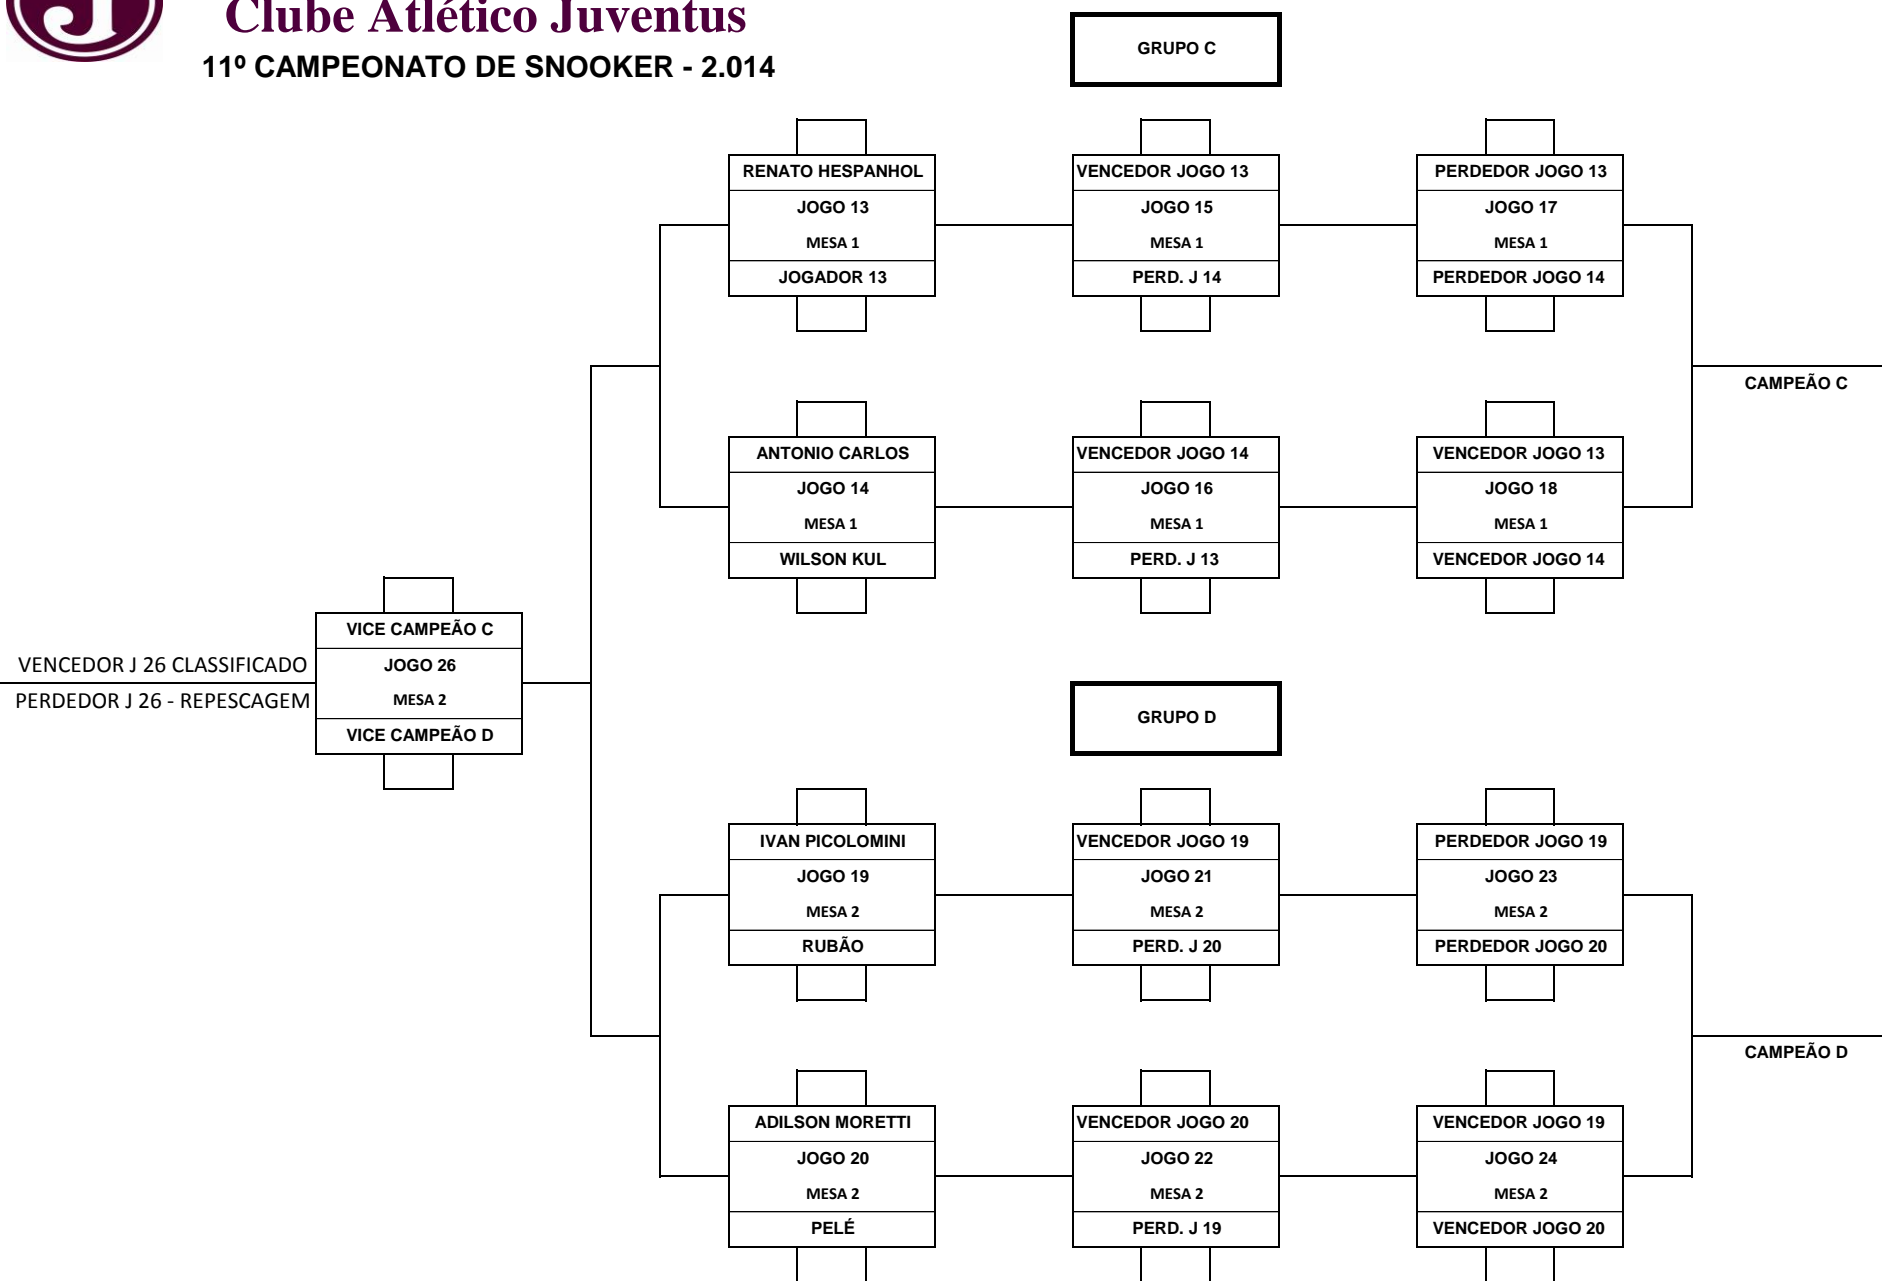 Clube Atlético Juventus
11º CAMPEONATO DE SNOOKER - 2.014
GRUPO C
RENATO HESPANHOL
JOGO 13
MESA 1
JOGADOR 13
VENCEDOR JOGO 13
JOGO 15
MESA 1
PERD. J 14
PERDEDOR JOGO 13
JOGO 17
MESA 1
PERDEDOR JOGO 14
CAMPEÃO C
ANTONIO CARLOS
JOGO 14
MESA 1
WILSON KUL
VENCEDOR JOGO 14
JOGO 16
MESA 1
PERD. J 13
VENCEDOR JOGO 13
JOGO 18
MESA 1
VENCEDOR JOGO 14
VICE CAMPEÃO C
JOGO 26
MESA 2
VICE CAMPEÃO D
VENCEDOR J 26 CLASSIFICADO
PERDEDOR J 26 - REPESCAGEM
GRUPO D
IVAN PICOLOMINI
JOGO 19
MESA 2
RUBÃO
VENCEDOR JOGO 19
JOGO 21
MESA 2
PERD. J 20
PERDEDOR JOGO 19
JOGO 23
MESA 2
PERDEDOR JOGO 20
CAMPEÃO D
ADILSON MORETTI
JOGO 20
MESA 2
PELÉ
VENCEDOR JOGO 20
JOGO 22
MESA 2
PERD. J 19
VENCEDOR JOGO 19
JOGO 24
MESA 2
VENCEDOR JOGO 20